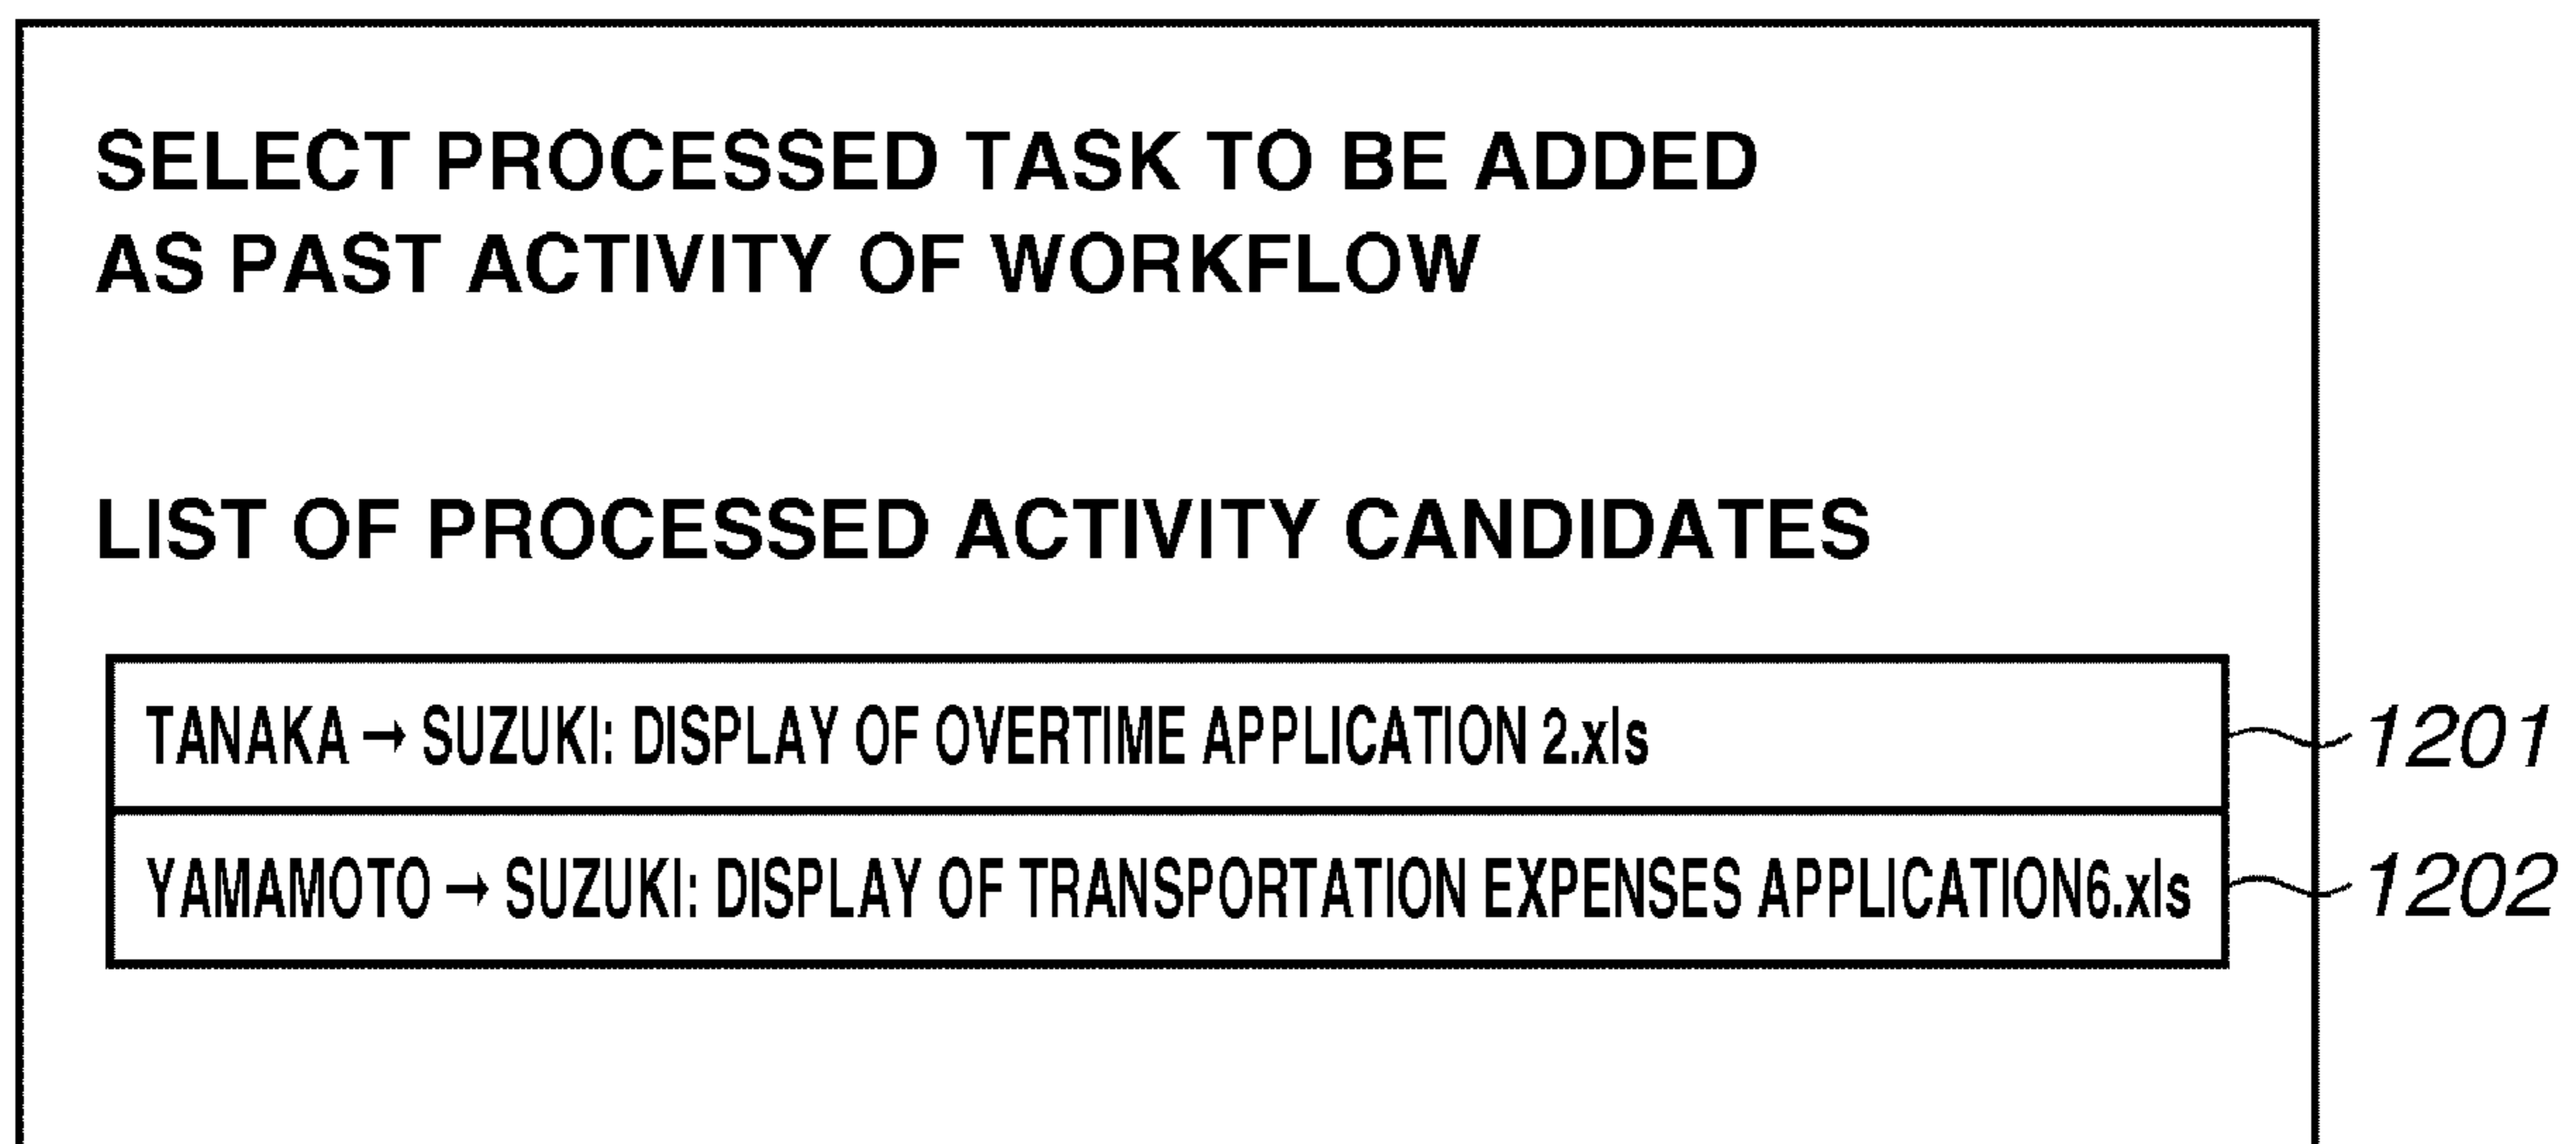 SELECT PROCESSED TASK TO BE ADDED
AS PAST ACTIVITY OF WORKFLOW
LIST OF PROCESSED ACTIVITY CANDIDATES
TANAKA → SUZUKI: DISPLAY OF OVERTIME APPLICATION 2.xls
1201
YAMAMOTO → SUZUKI: DISPLAY OF TRANSPORTATION EXPENSES APPLICATION6.xls
1202